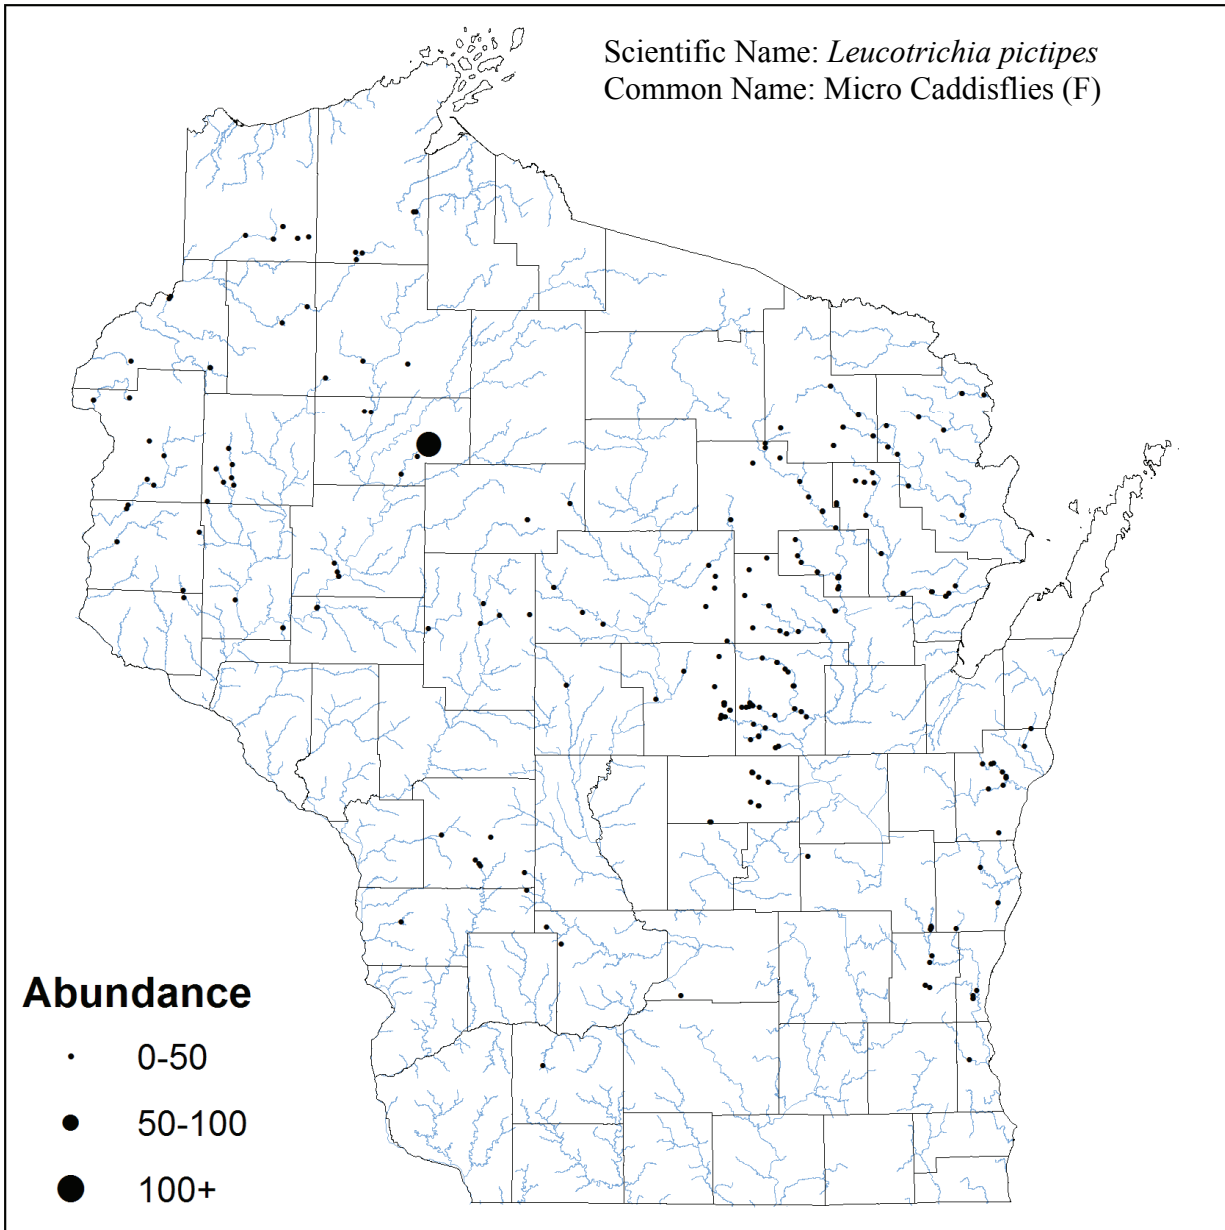 Scientific Name: Leucotrichia pictipes
Common Name: Micro Caddisflies (F)
Abundance
0-50
50-100
100+